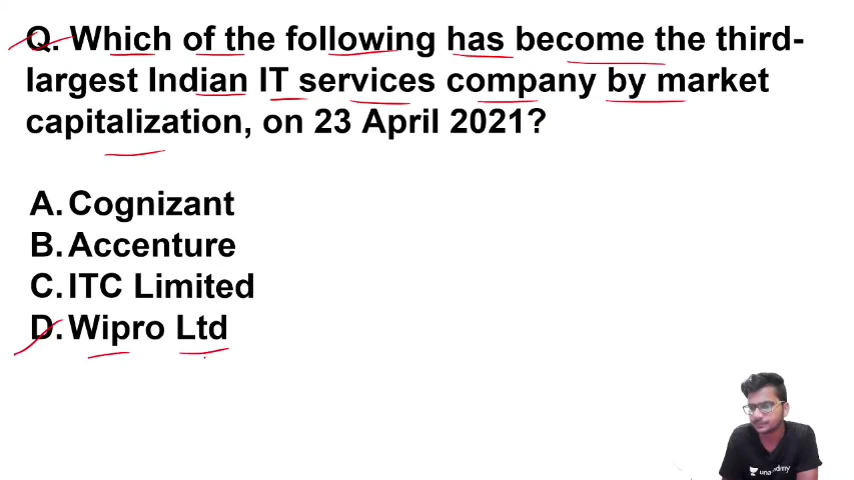 Q. Which of the following has become the third-
largest Indian IT services company by market
capitalization, on 23 April 2021?
A. Cognizant
B. Accenture
C. ITC Limited
D. Wipro Ltd